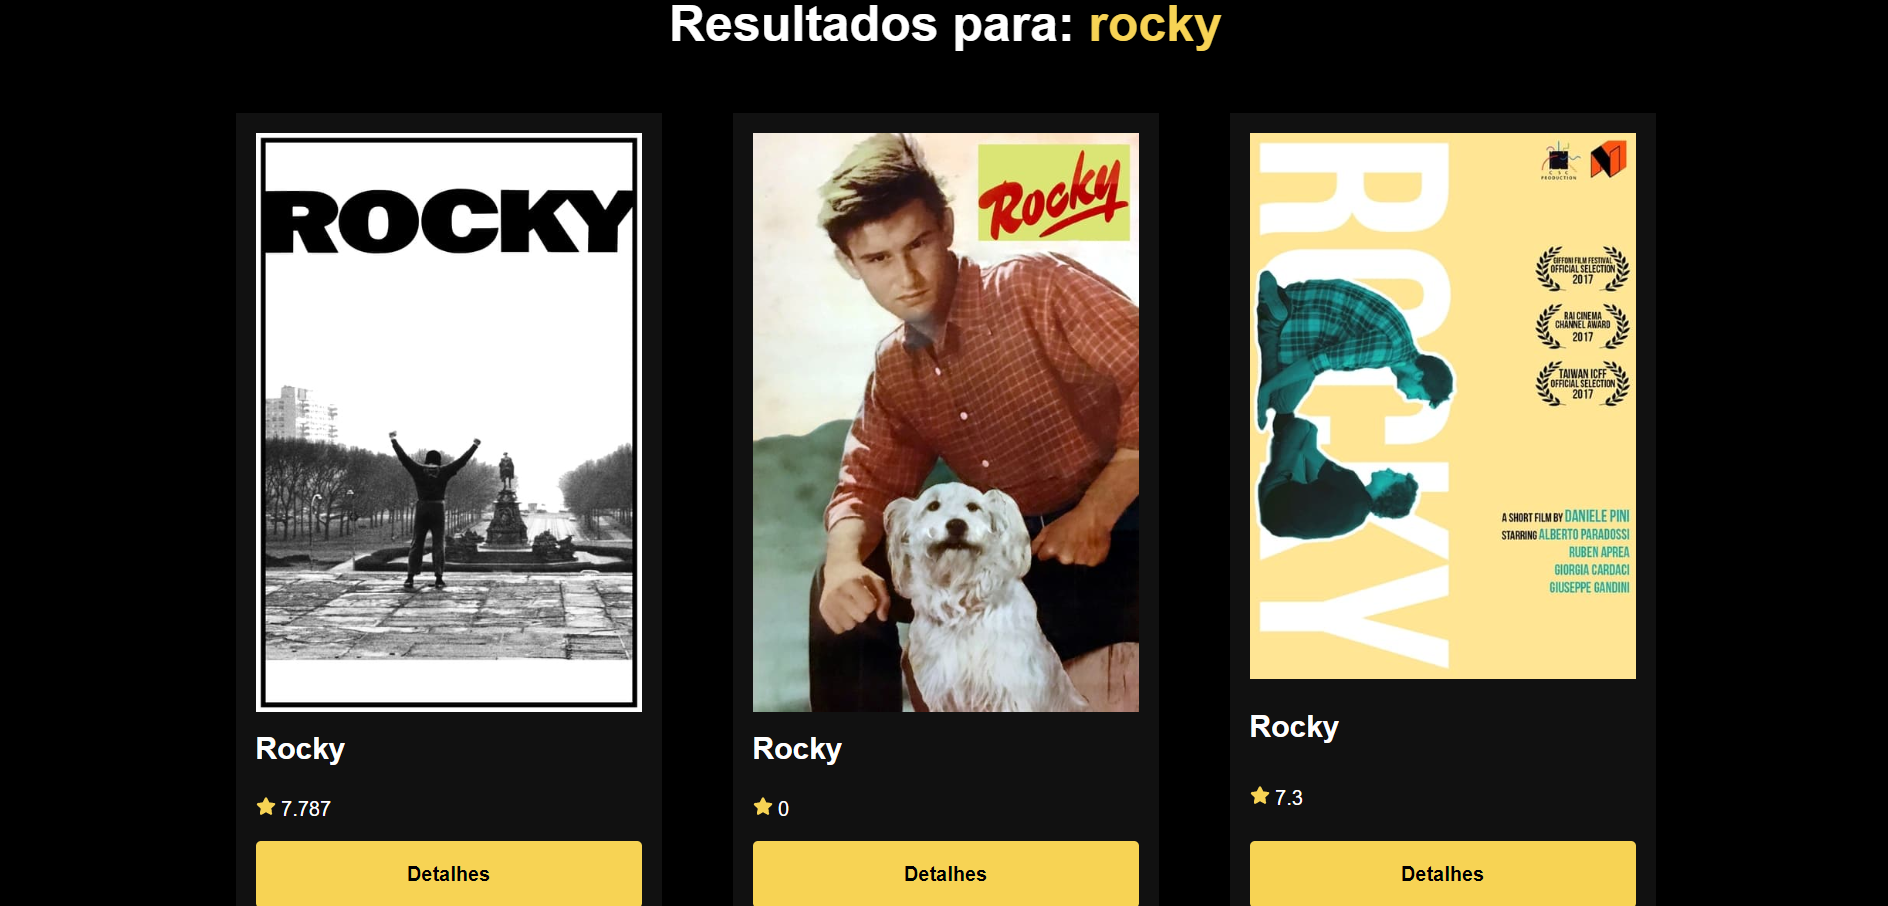 Resultados para: rocky
ROCKY
Rocky
7.787
Detalhes
Rocky
Rocky
0
Detalhes
ROCKY
CSC
PRODUCTION
GIFFONI FILM FESTIVAL
OFFICIAL SELECTION
2017
RAI CINEMA
CHANNEL AWARD
2017
TAIWAN ICFF
OFFICIAL SELECTION
2017
A SHORT FILM BY DANIELE PINI
STARRING ALBERTO PARADOSSI
RUBEN APREA
GIORGIA CARDACI
GIUSEPPE GANDINI
Rocky
7.3
Detalhes